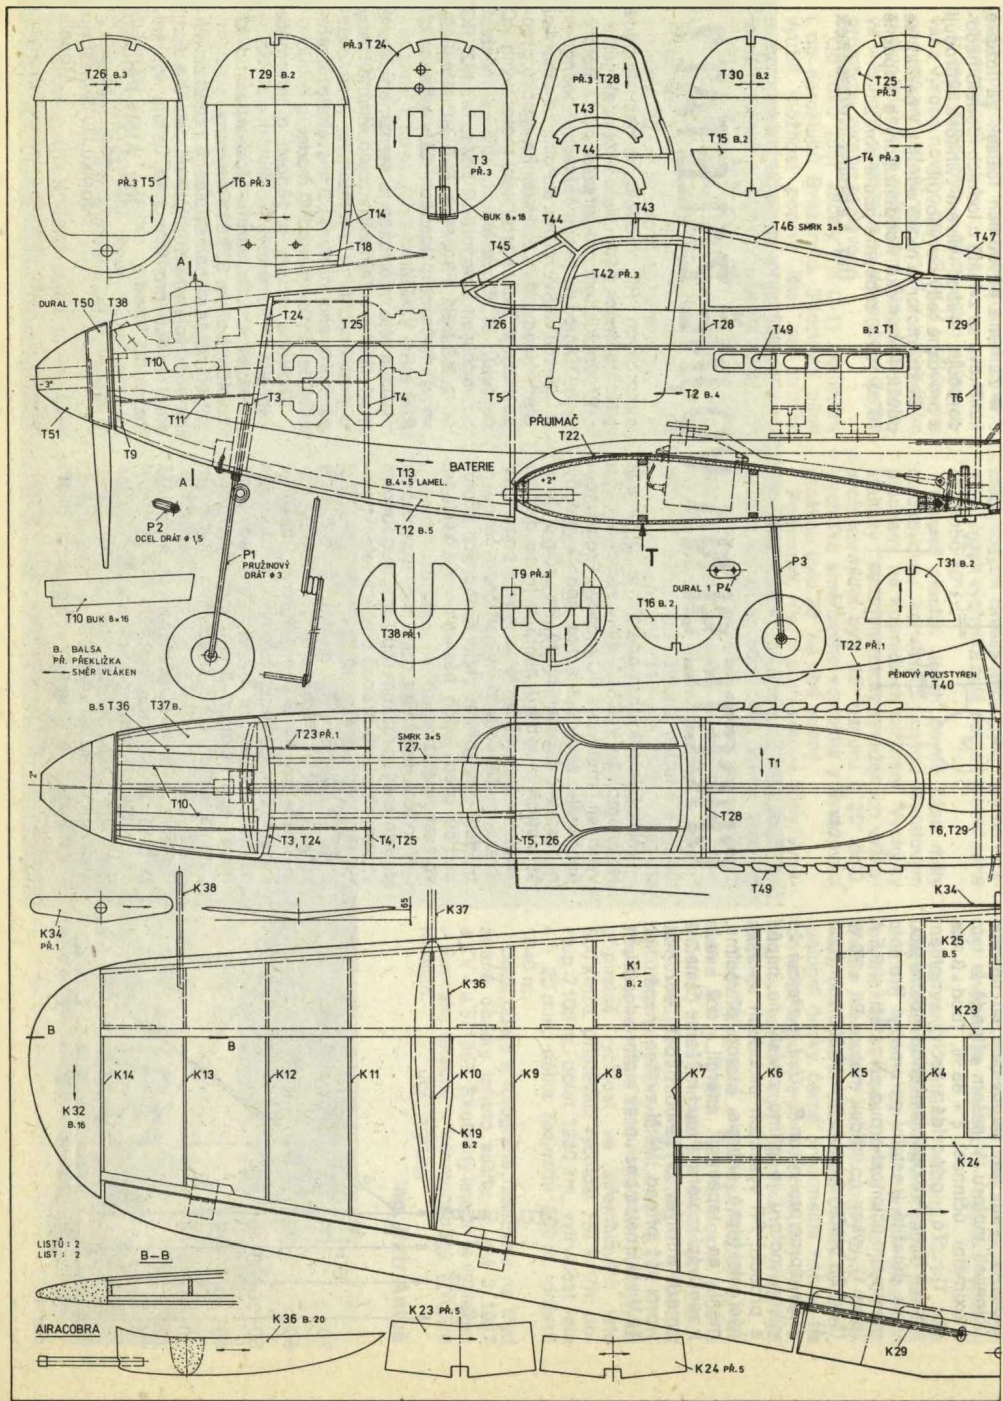 T26 B.3
PŘ.3 T5
T29 B.2
T6 PŘ.3
T14
T18
PŘ.3 T24
T3
PŘ.3
BUK 8×16
PŘ.3 T28
T43
T44
T30 B.2
T15 B.2
T25
PŘ.3
T4 PŘ.3
A
DURAL T50
T38
T24
T25
T45
T44
T43
T46 SMRK 3×5
T47
T42 PŘ.3
T26
T28
T49
B.2 T1
T29
-3°
T10
T11
T3
30
T4
T5
T2 B.4
T6
T51
T9
A
PŘIJIMAČ
T22
T13
B.4×5 LAMEL.
BATERIE
+2°
T12 B.5
P2
OCEL. DRÁT ø 1,5
P1
PRUŽINOVÝ
DRÁT ø 3
T
P3
T10 BUK 8×16
T38 PŘ.1
T9 PŘ.3
DURAL 1 P4
T16 B.2
T31 B.2
B. BALSA
PŘ. PŘEKLIŽKA
SMĚR VLÁKEN
T22 PŘ.1
PĚNOVÝ POLYSTYREN
T40
B.5 T36
T37 B.
T23 PŘ.1
SMRK 3×5
T27
T1
2°
T10
T28
T3, T24
T4, T25
T5, T26
T6, T29
T49
K34
PŘ.1
K38
65
K37
K34
K25
B.5
K36
K1
B.2
K23
B
B
K14
K13
K12
K11
K10
K9
K8
K7
K6
K5
K4
K32
B.16
K19
B.2
K24
LISTŮ: 2
LIST: 2
B—B
AIRACOBRA
K36 B.20
K23 PŘ.5
K24 PŘ.5
K29